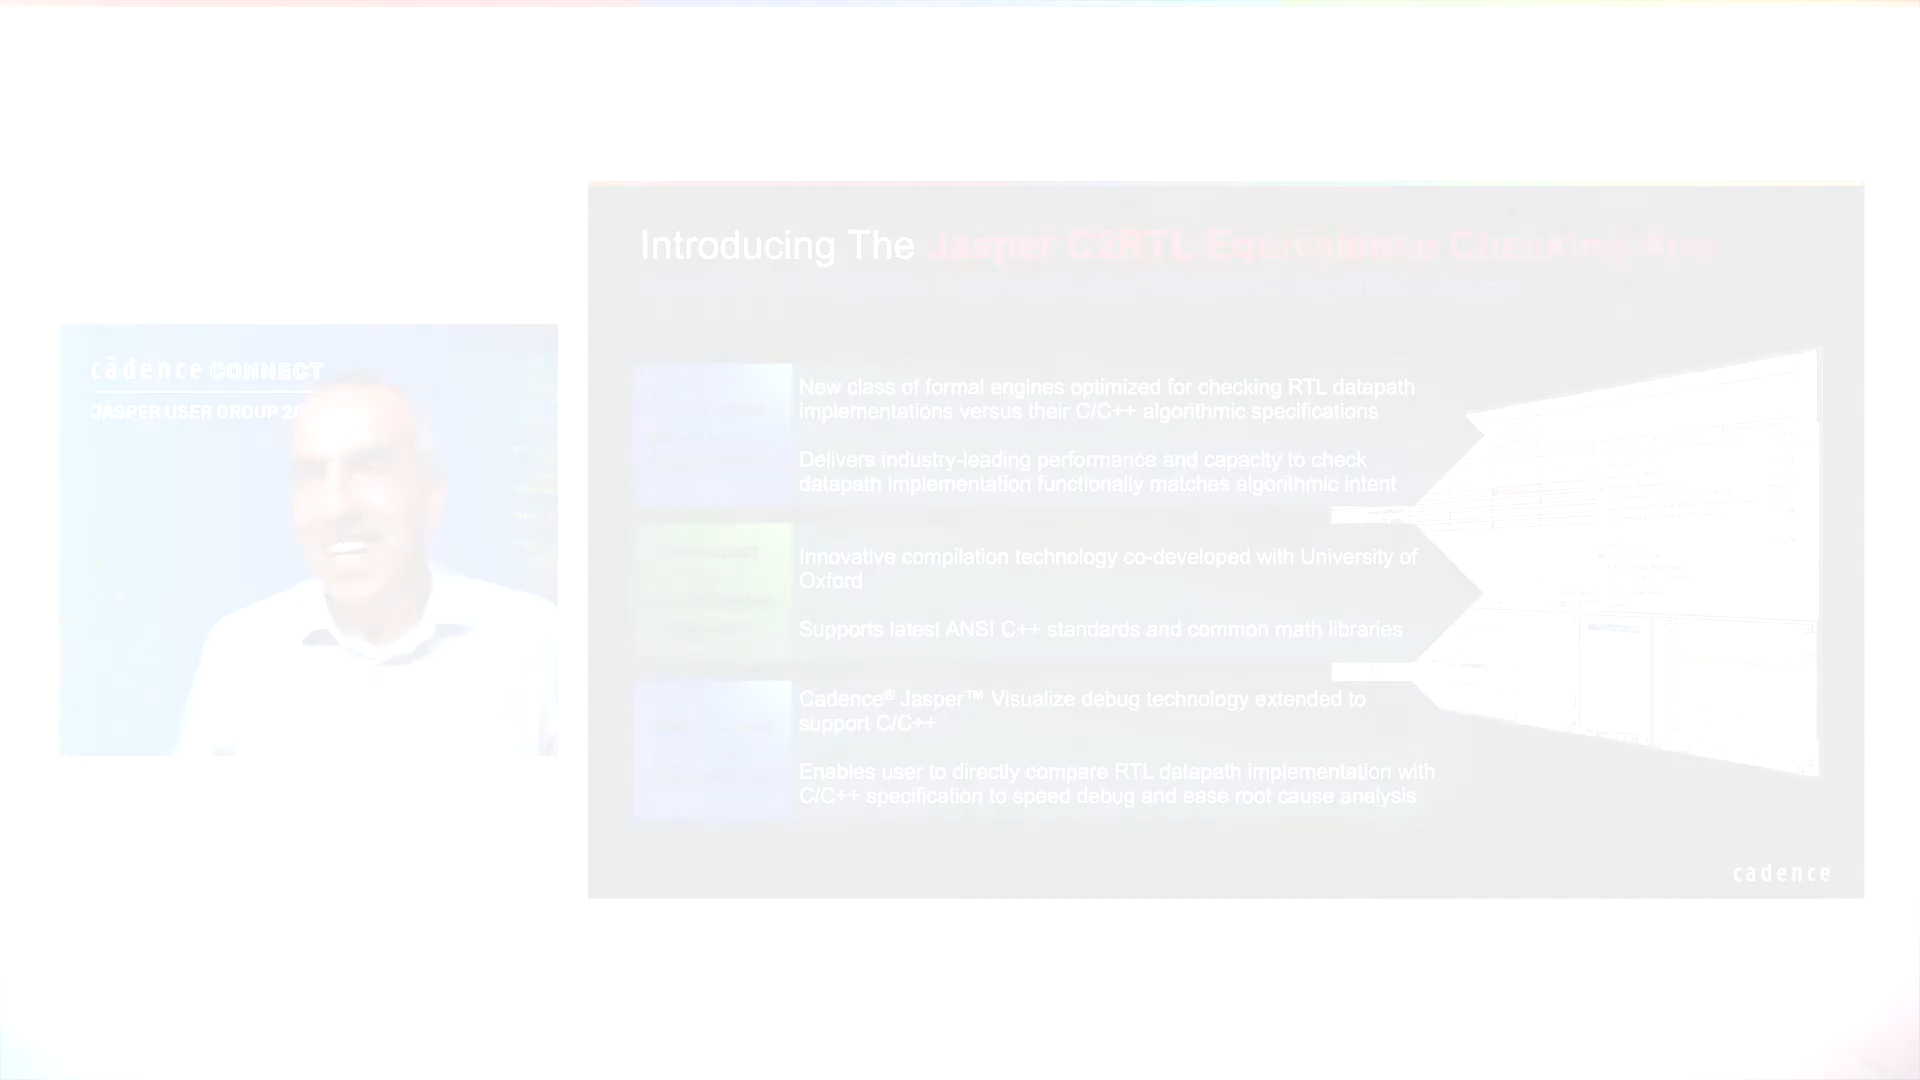 cādence CONNECT
JASPER USER GROUP 20
Introducing The Jasper C2RTL Equivalence Checking App
New class of formal engines optimized for checking RTL datapath
implementations versus their C/C++ algorithmic specifications
Delivers industry-leading performance and capacity to check
datapath implementation functionally matches algorithmic intent
Innovative compilation technology co-developed with University of
Oxford
Supports latest ANSI C++ standards and common math libraries
Cadence® Jasper™ Visualize debug technology extended to
support C/C++
Enables user to directly compare RTL datapath implementation with
C/C++ specification to speed debug and ease root cause analysis
cadence